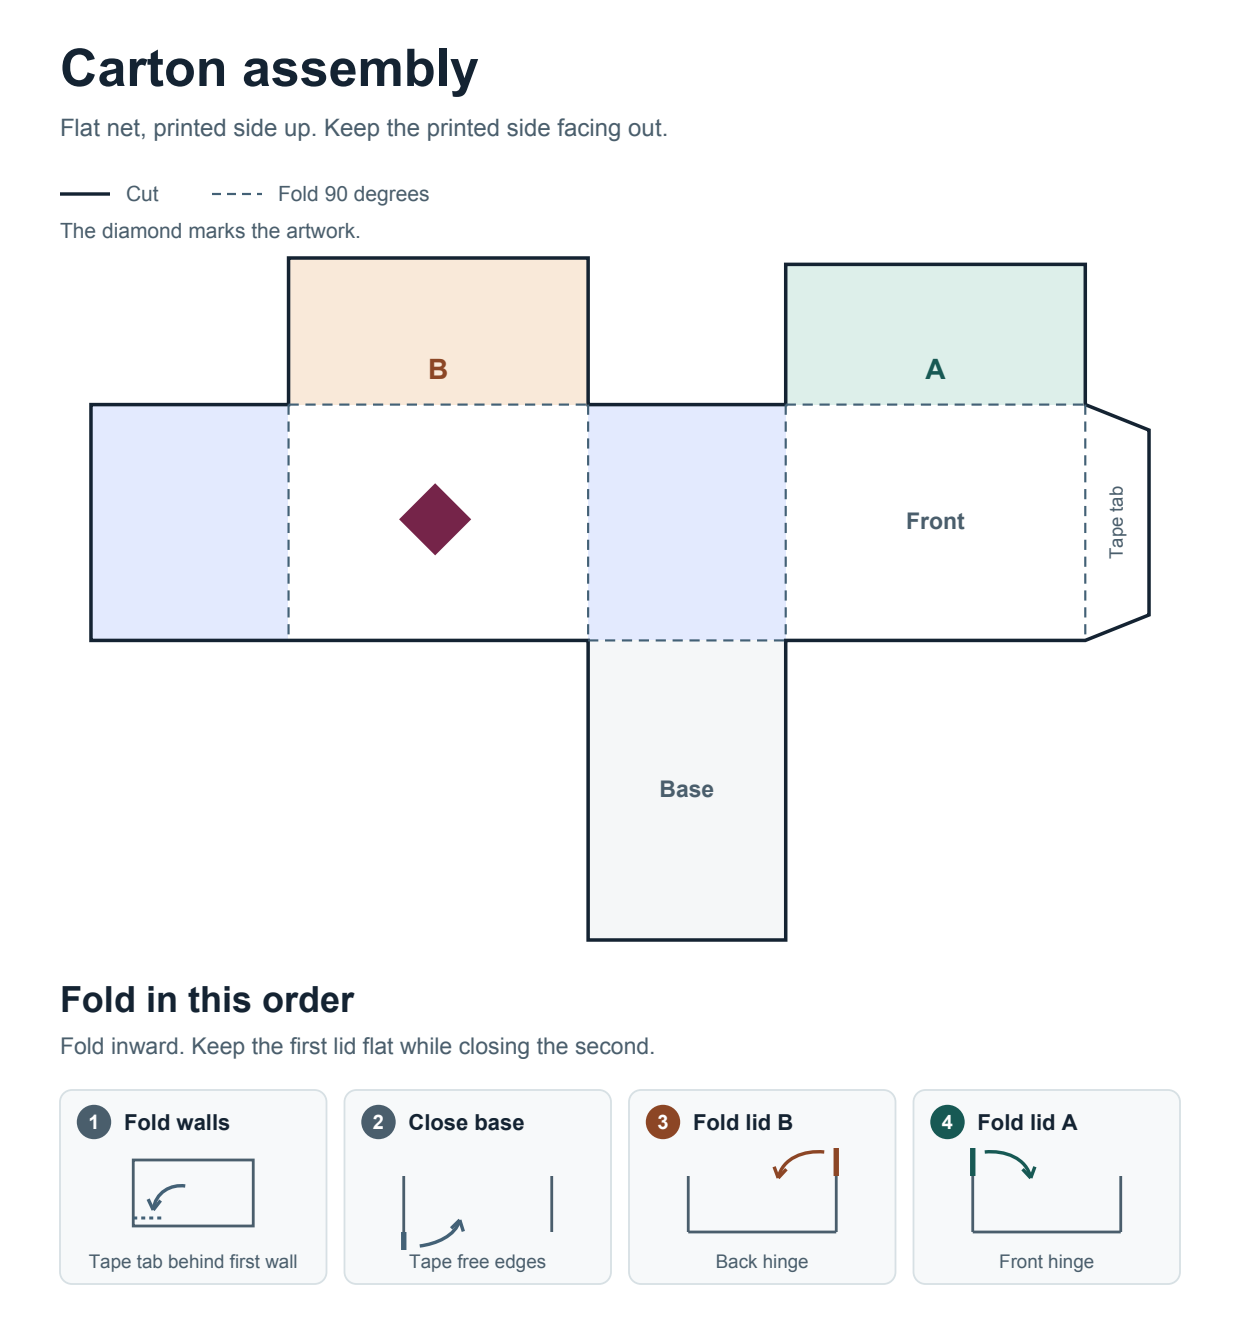 Carton assembly
Flat net, printed side up. Keep the printed side facing out.
Cut
Fold 90 degrees
The diamond marks the artwork.
B
A
Front
Tape tab
Base
Fold in this order
Fold inward. Keep the first lid flat while closing the second.
1 Fold walls
Tape tab behind first wall
2 Close base
Tape free edges
3 Fold lid B
Back hinge
4 Fold lid A
Front hinge